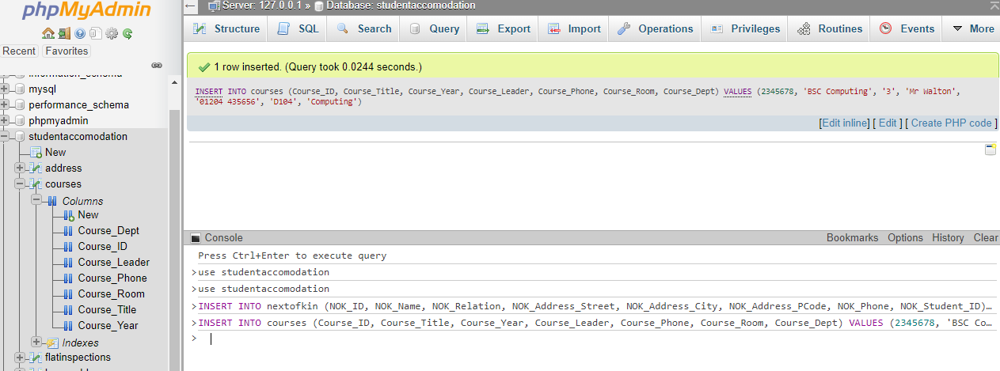 phpMyAdmin
Recent Favorites
information_schema
mysql
performance_schema
phpmyadmin
studentaccomodation
New
address
courses
Columns
New
Course_Dept
Course_ID
Course_Leader
Course_Phone
Course_Room
Course_Title
Course_Year
Indexes
flatinspections
Server: 127.0.0.1 » Database: studentaccomodation
Structure SQL Search Query Export Import Operations Privileges Routines Events More
1 row inserted. (Query took 0.0244 seconds.)
INSERT INTO courses (Course_ID, Course_Title, Course_Year, Course_Leader, Course_Phone, Course_Room, Course_Dept) VALUES (2345678, 'BSC Computing', '3', 'Mr Walton',
'01204 435656', 'D104', 'Computing')
[Edit inline] [ Edit ] [ Create PHP code ]
Console Bookmarks Options History Clear
Press Ctrl+Enter to execute query
>use studentaccomodation
>use studentaccomodation
>INSERT INTO nextofkin (NOK_ID, NOK_Name, NOK_Relation, NOK_Address_Street, NOK_Address_City, NOK_Address_PCode, NOK_Phone, NOK_Student_ID)…
>INSERT INTO courses (Course_ID, Course_Title, Course_Year, Course_Leader, Course_Phone, Course_Room, Course_Dept) VALUES (2345678, 'BSC Co…
>